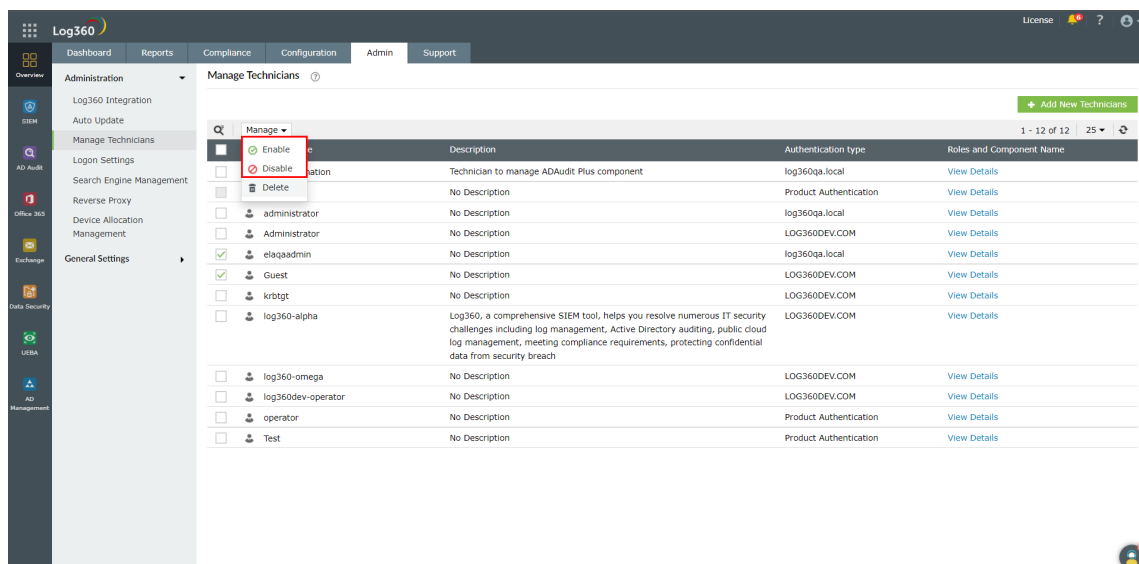 License 6 ?
Log360
Dashboard Reports Compliance Configuration Admin Support
Overview
SIEM
AD Audit
Office 365
Exchange
Data Security
UEBA
AD
Management
Administration
Log360 Integration
Auto Update
Manage Technicians
Logon Settings
Search Engine Management
Reverse Proxy
Device Allocation
Management
General Settings
Manage Technicians ?
+ Add New Technicians
Manage 1 - 12 of 12 25
Enable
Disable
Delete
e Description Authentication type Roles and Component Name
nation Technician to manage ADAudit Plus component log360qa.local View Details
No Description Product Authentication View Details
administrator No Description log360qa.local View Details
Administrator No Description LOG360DEV.COM View Details
elaqaadmin No Description log360qa.local View Details
Guest No Description LOG360DEV.COM View Details
krbtgt No Description LOG360DEV.COM View Details
log360-alpha Log360, a comprehensive SIEM tool, helps you resolve numerous IT security LOG360DEV.COM View Details
challenges including log management, Active Directory auditing, public cloud
log management, meeting compliance requirements, protecting confidential
data from security breach
log360-omega No Description LOG360DEV.COM View Details
log360dev-operator No Description LOG360DEV.COM View Details
operator No Description Product Authentication View Details
Test No Description Product Authentication View Details